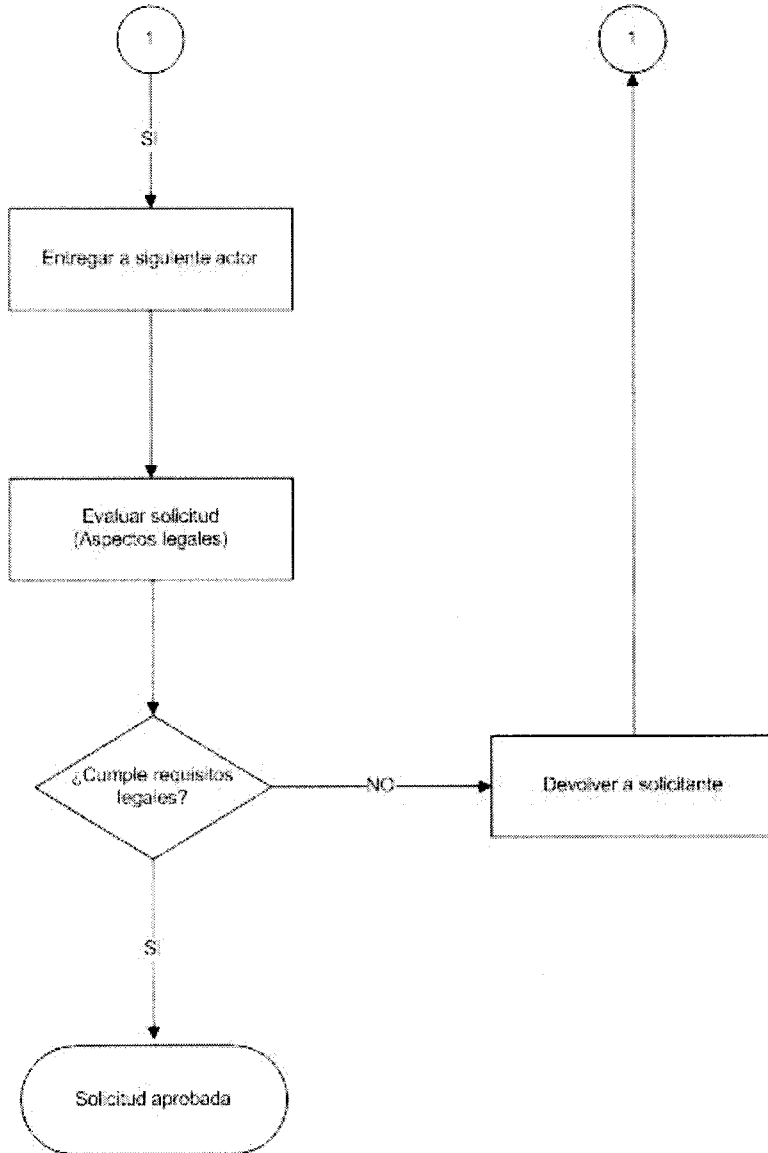 1
1
SI
Entregar a siguiente actor
Evaluar solicitud
(Aspectos legales)
¿Cumple requisitos
legales?
NO
Devolver a solicitante
SI
Solicitud aprobada